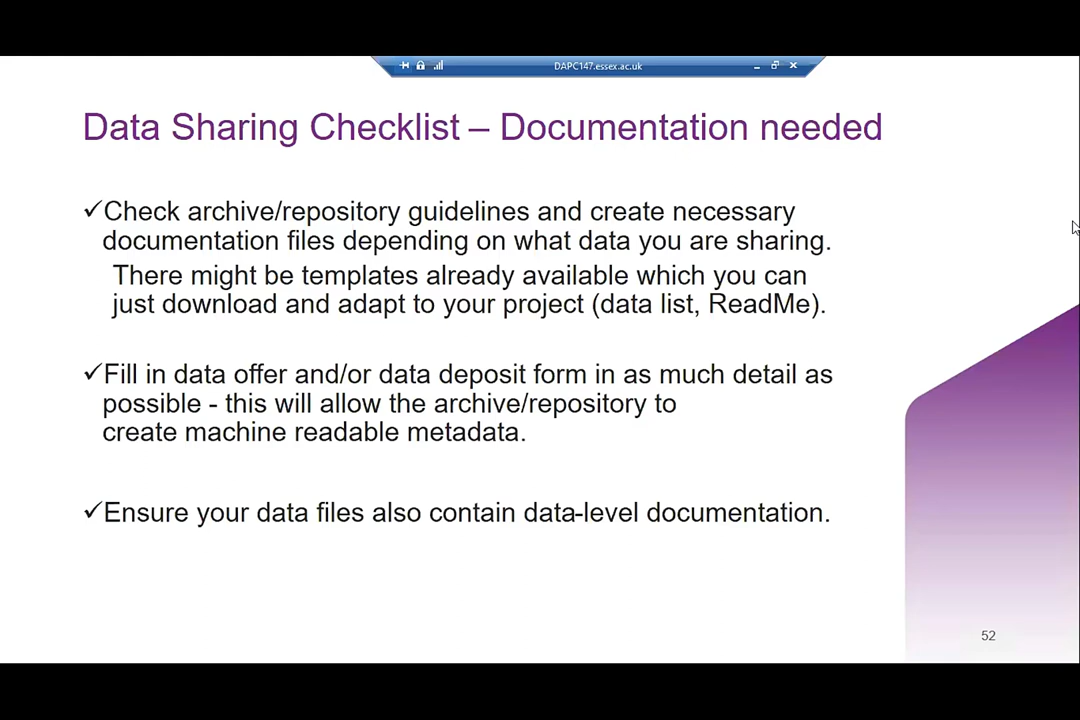 DAPC147.essex.ac.uk
Data Sharing Checklist – Documentation needed
✓Check archive/repository guidelines and create necessary
documentation files depending on what data you are sharing.
There might be templates already available which you can
just download and adapt to your project (data list, ReadMe).
✓Fill in data offer and/or data deposit form in as much detail as
possible - this will allow the archive/repository to
create machine readable metadata.
✓Ensure your data files also contain data-level documentation.
52